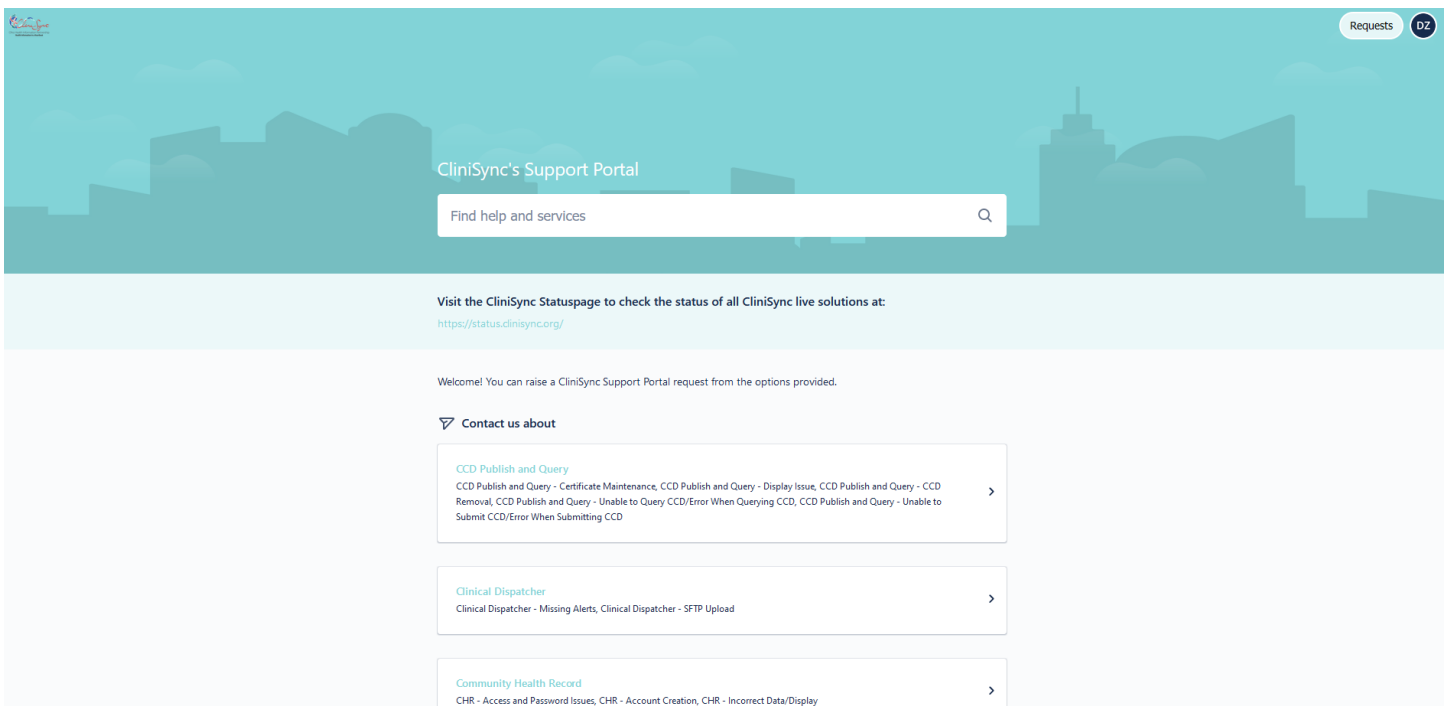 CliniSync
Requests
DZ
CliniSync's Support Portal
Find help and services
Visit the CliniSync Statuspage to check the status of all CliniSync live solutions at:
https://status.clinisync.org/
Welcome! You can raise a CliniSync Support Portal request from the options provided.
Contact us about
CCD Publish and Query
CCD Publish and Query - Certificate Maintenance, CCD Publish and Query - Display Issue, CCD Publish and Query - CCD
Removal, CCD Publish and Query - Unable to Query CCD/Error When Querying CCD, CCD Publish and Query - Unable to
Submit CCD/Error When Submitting CCD
Clinical Dispatcher
Clinical Dispatcher - Missing Alerts, Clinical Dispatcher - SFTP Upload
Community Health Record
CHR - Access and Password Issues, CHR - Account Creation, CHR - Incorrect Data/Display